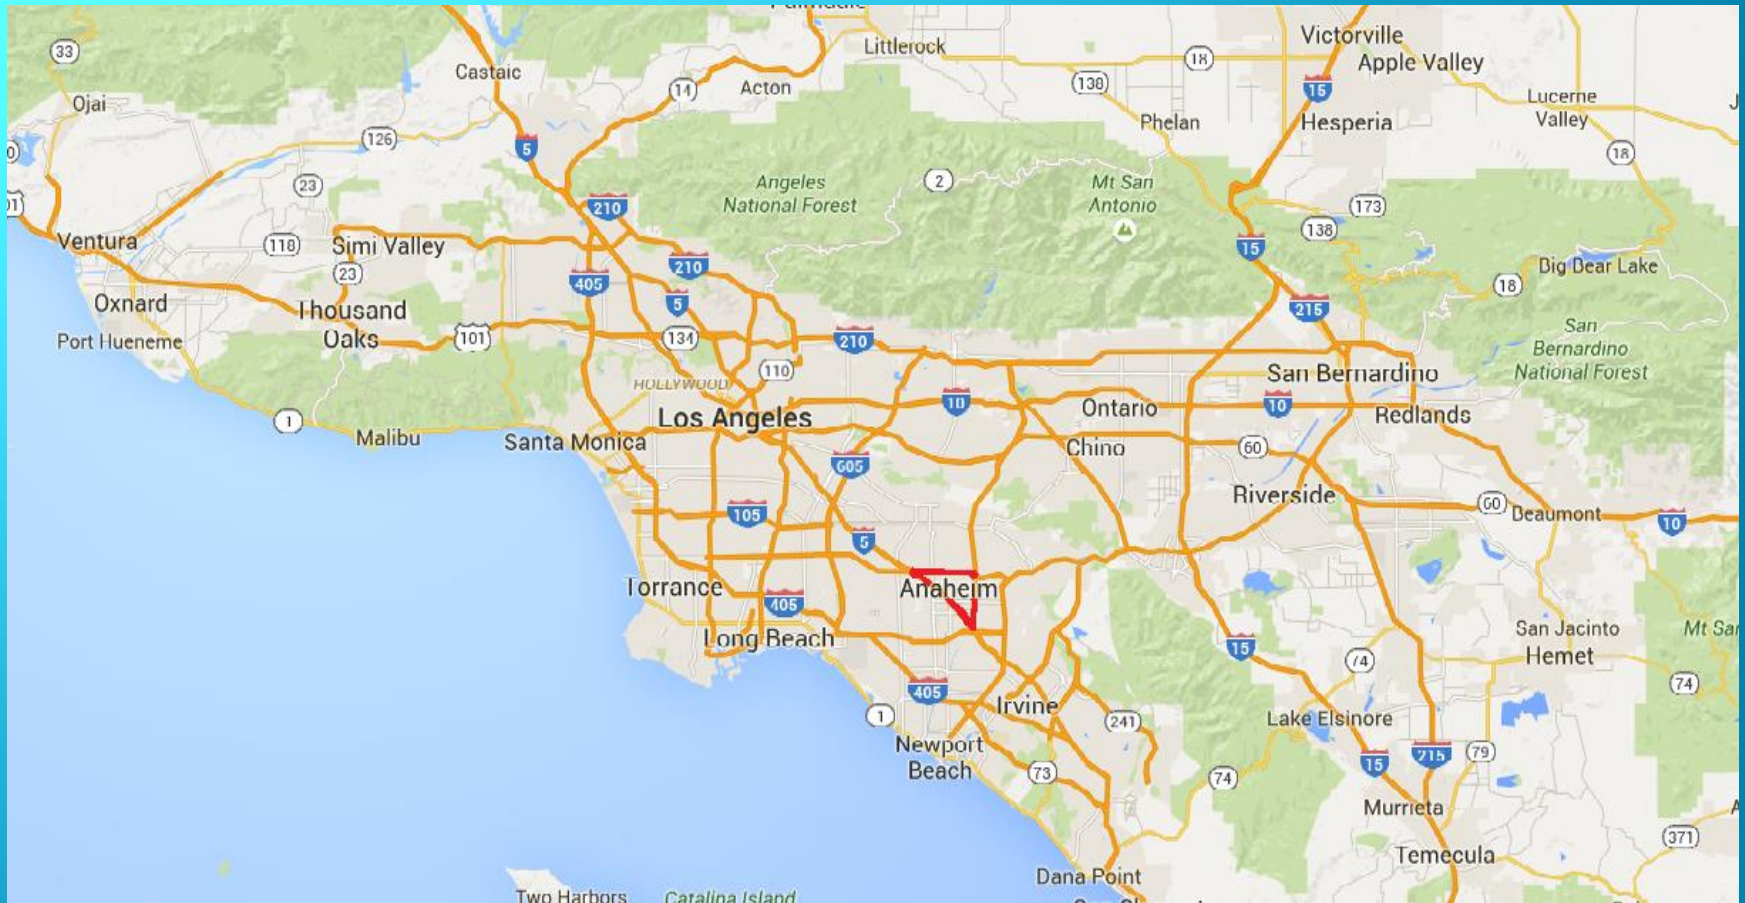 Littlerock
Victorville
Apple Valley
33
Castaic
18
14
Acton
138
15
Lucerne
Valley
Ojai
Phelan
Hesperia
126
5
18
23
Angeles
National Forest
2
Mt San
Antonio
173
210
138
Ventura
118
Simi Valley
15
210
Big Bear Lake
23
405
18
Oxnard
Thousand
Oaks
5
215
Port Hueneme
101
134
210
San
Bernardino
National Forest
110
HOLLYWOOD
San Bernardino
10
Ontario
10
Redlands
Los Angeles
1
Malibu
Santa Monica
Chino
60
605
Riverside
60
Beaumont
10
105
5
Torrance
Anaheim
405
Long Beach
San Jacinto
Hemet
15
74
74
405
Irvine
1
241
Lake Elsinore
Newport
Beach
15
215
79
73
74
Murrieta
371
Temecula
Dana Point
Two Harbors
Catalina Island